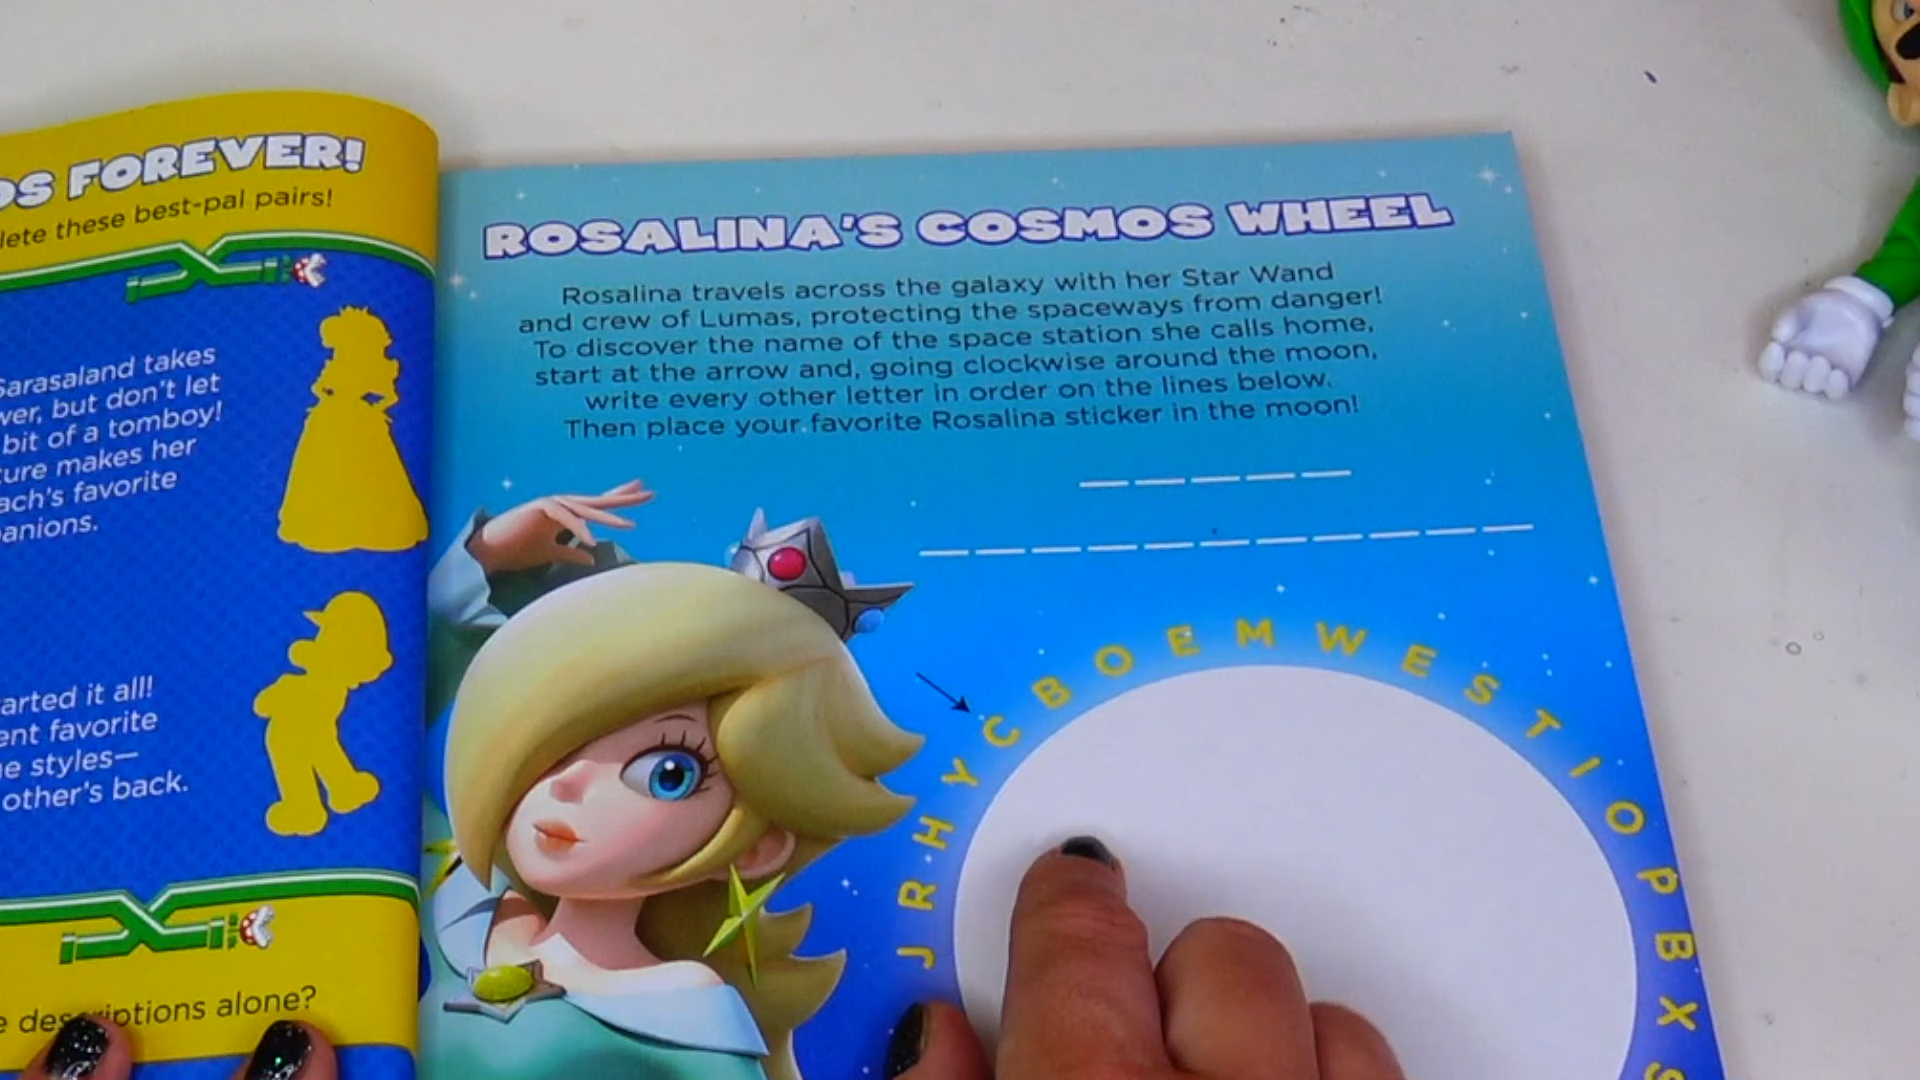 DS FOREVER!
lete these best-pal pairs!
Sarasaland takes
wer, but don't let
bit of a tomboy!
ture makes her
ach's favorite
anions.
arted it all!
ent favorite
e styles—
other's back.
e descriptions alone?
ROSALINA'S COSMOS WHEEL
Rosalina travels across the galaxy with her Star Wand
and crew of Lumas, protecting the spaceways from danger!
To discover the name of the space station she calls home,
start at the arrow and, going clockwise around the moon,
write every other letter in order on the lines below.
Then place your favorite Rosalina sticker in the moon!
J R H Y C B O E M W E S T I O P B X S